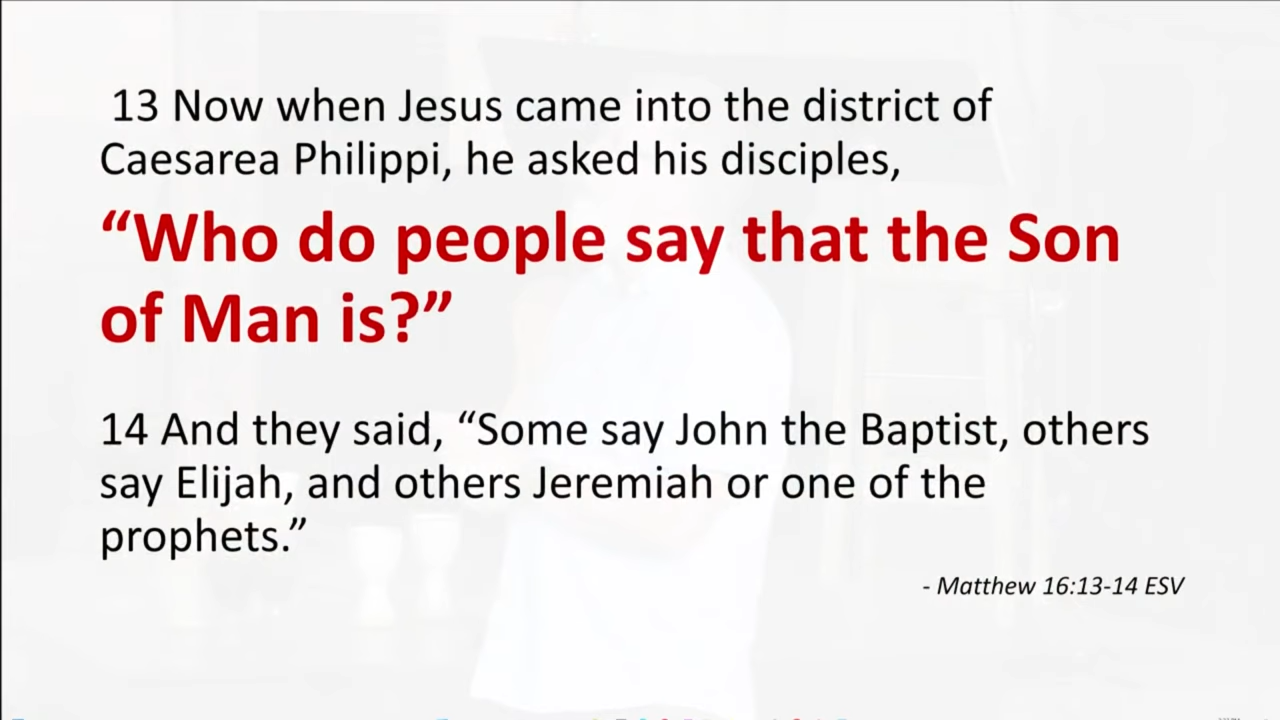 13 Now when Jesus came into the district of
Caesarea Philippi, he asked his disciples,
“Who do people say that the Son
of Man is?”
14 And they said, “Some say John the Baptist, others
say Elijah, and others Jeremiah or one of the
prophets.”
- Matthew 16:13-14 ESV